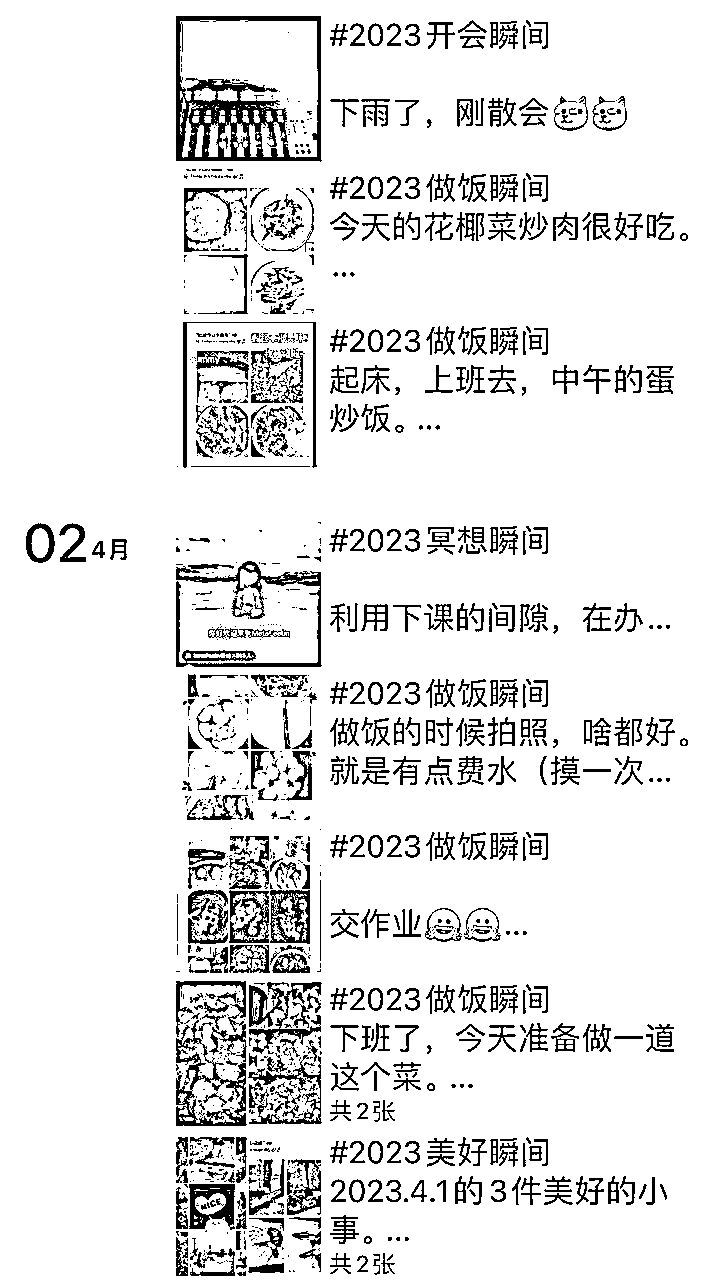 #2023开会瞬间
下雨了，刚散会🐱🐱
#2023做饭瞬间
今天的花椰菜炒肉很好吃。
...
#2023做饭瞬间
起床，上班去，中午的蛋
炒饭。...
02 4月
#2023冥想瞬间
利用下课的间隙，在办...
#2023做饭瞬间
做饭的时候拍照，啥都好。
就是有点费水（摸一次...
#2023做饭瞬间
交作业🤗🤗...
#2023做饭瞬间
下班了，今天准备做一道
这个菜。...
共2张
#2023美好瞬间
NICE
2023.4.1的3件美好的小
事。...
共2张